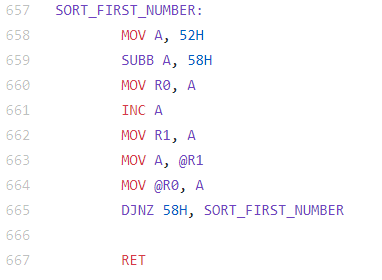 657 SORT_FIRST_NUMBER:
658 MOV A, 52H
659 SUBB A, 58H
660 MOV R0, A
661 INC A
662 MOV R1, A
663 MOV A, @R1
664 MOV @R0, A
665 DJNZ 58H, SORT_FIRST_NUMBER
666
667 RET